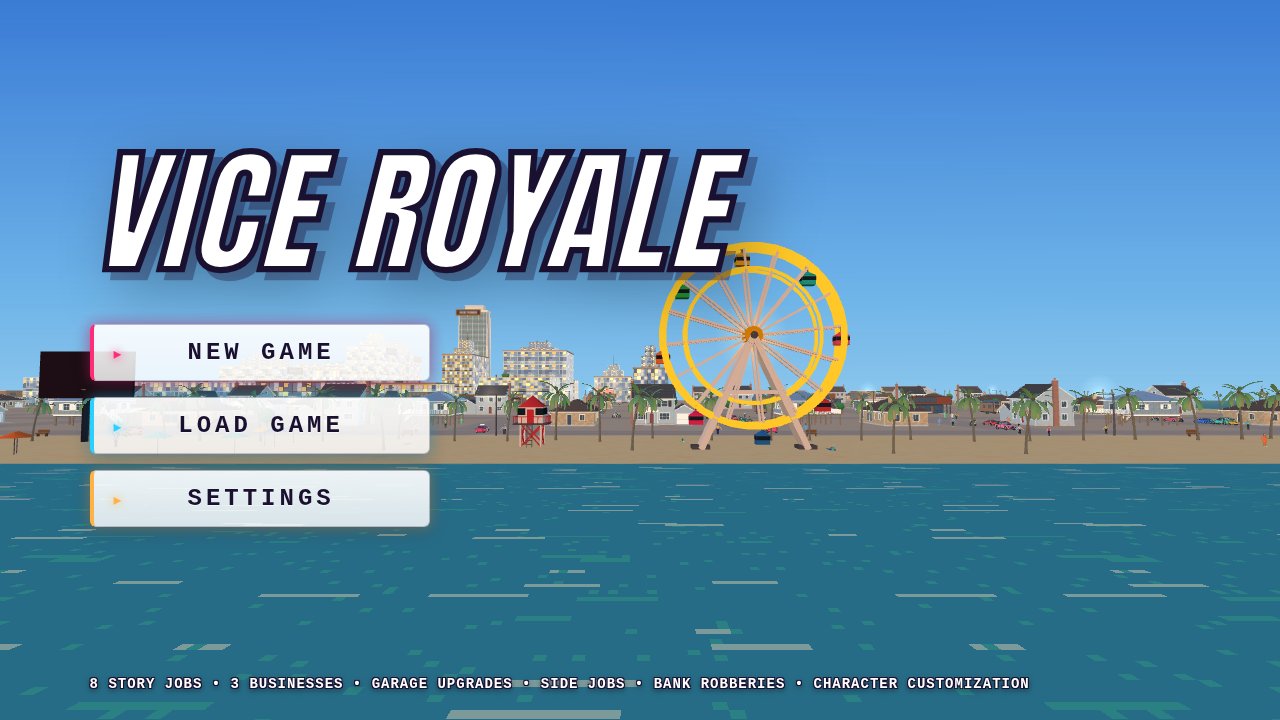 VICE ROYALE
NEW GAME
LOAD GAME
SETTINGS
8 STORY JOBS • 3 BUSINESSES • GARAGE UPGRADES • SIDE JOBS • BANK ROBBERIES • CHARACTER CUSTOMIZATION